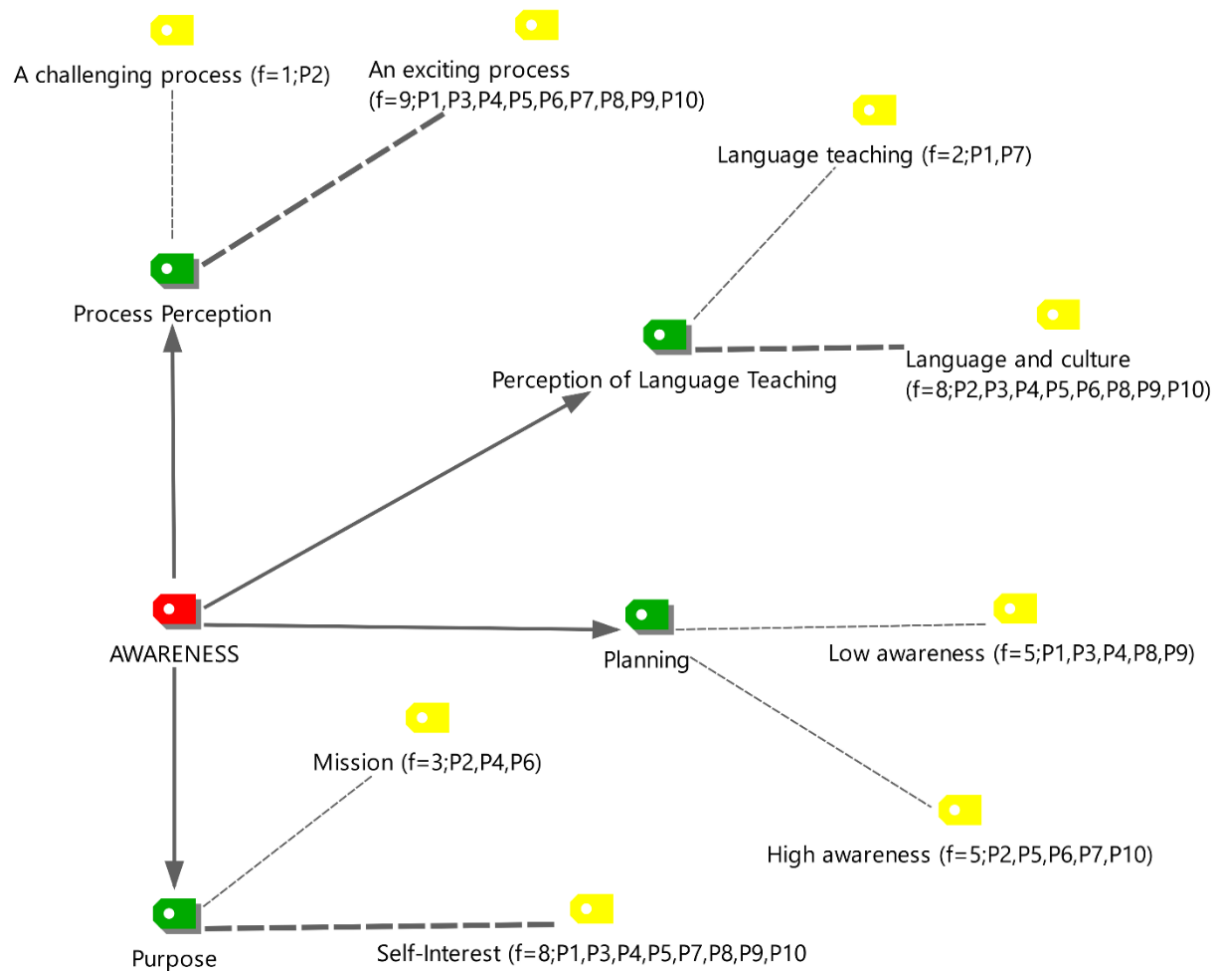 A challenging process (f=1;P2)
An exciting process
(f=9;P1,P3,P4,P5,P6,P7,P8,P9,P10)
Language teaching (f=2;P1,P7)
Process Perception
Language and culture
(f=8;P2,P3,P4,P5,P6,P8,P9,P10)
Perception of Language Teaching
AWARENESS
Planning
Low awareness (f=5;P1,P3,P4,P8,P9)
Mission (f=3;P2,P4,P6)
High awareness (f=5;P2,P5,P6,P7,P10)
Purpose
Self-Interest (f=8;P1,P3,P4,P5,P7,P8,P9,P10